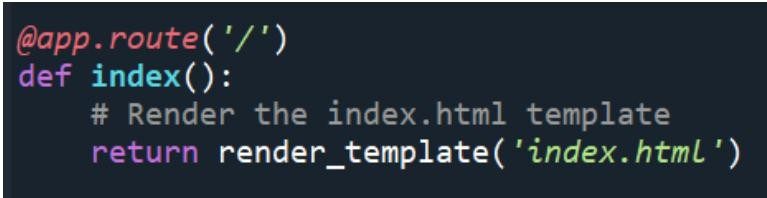 @app.route('/')
def index():
    # Render the index.html template
    return render_template('index.html')